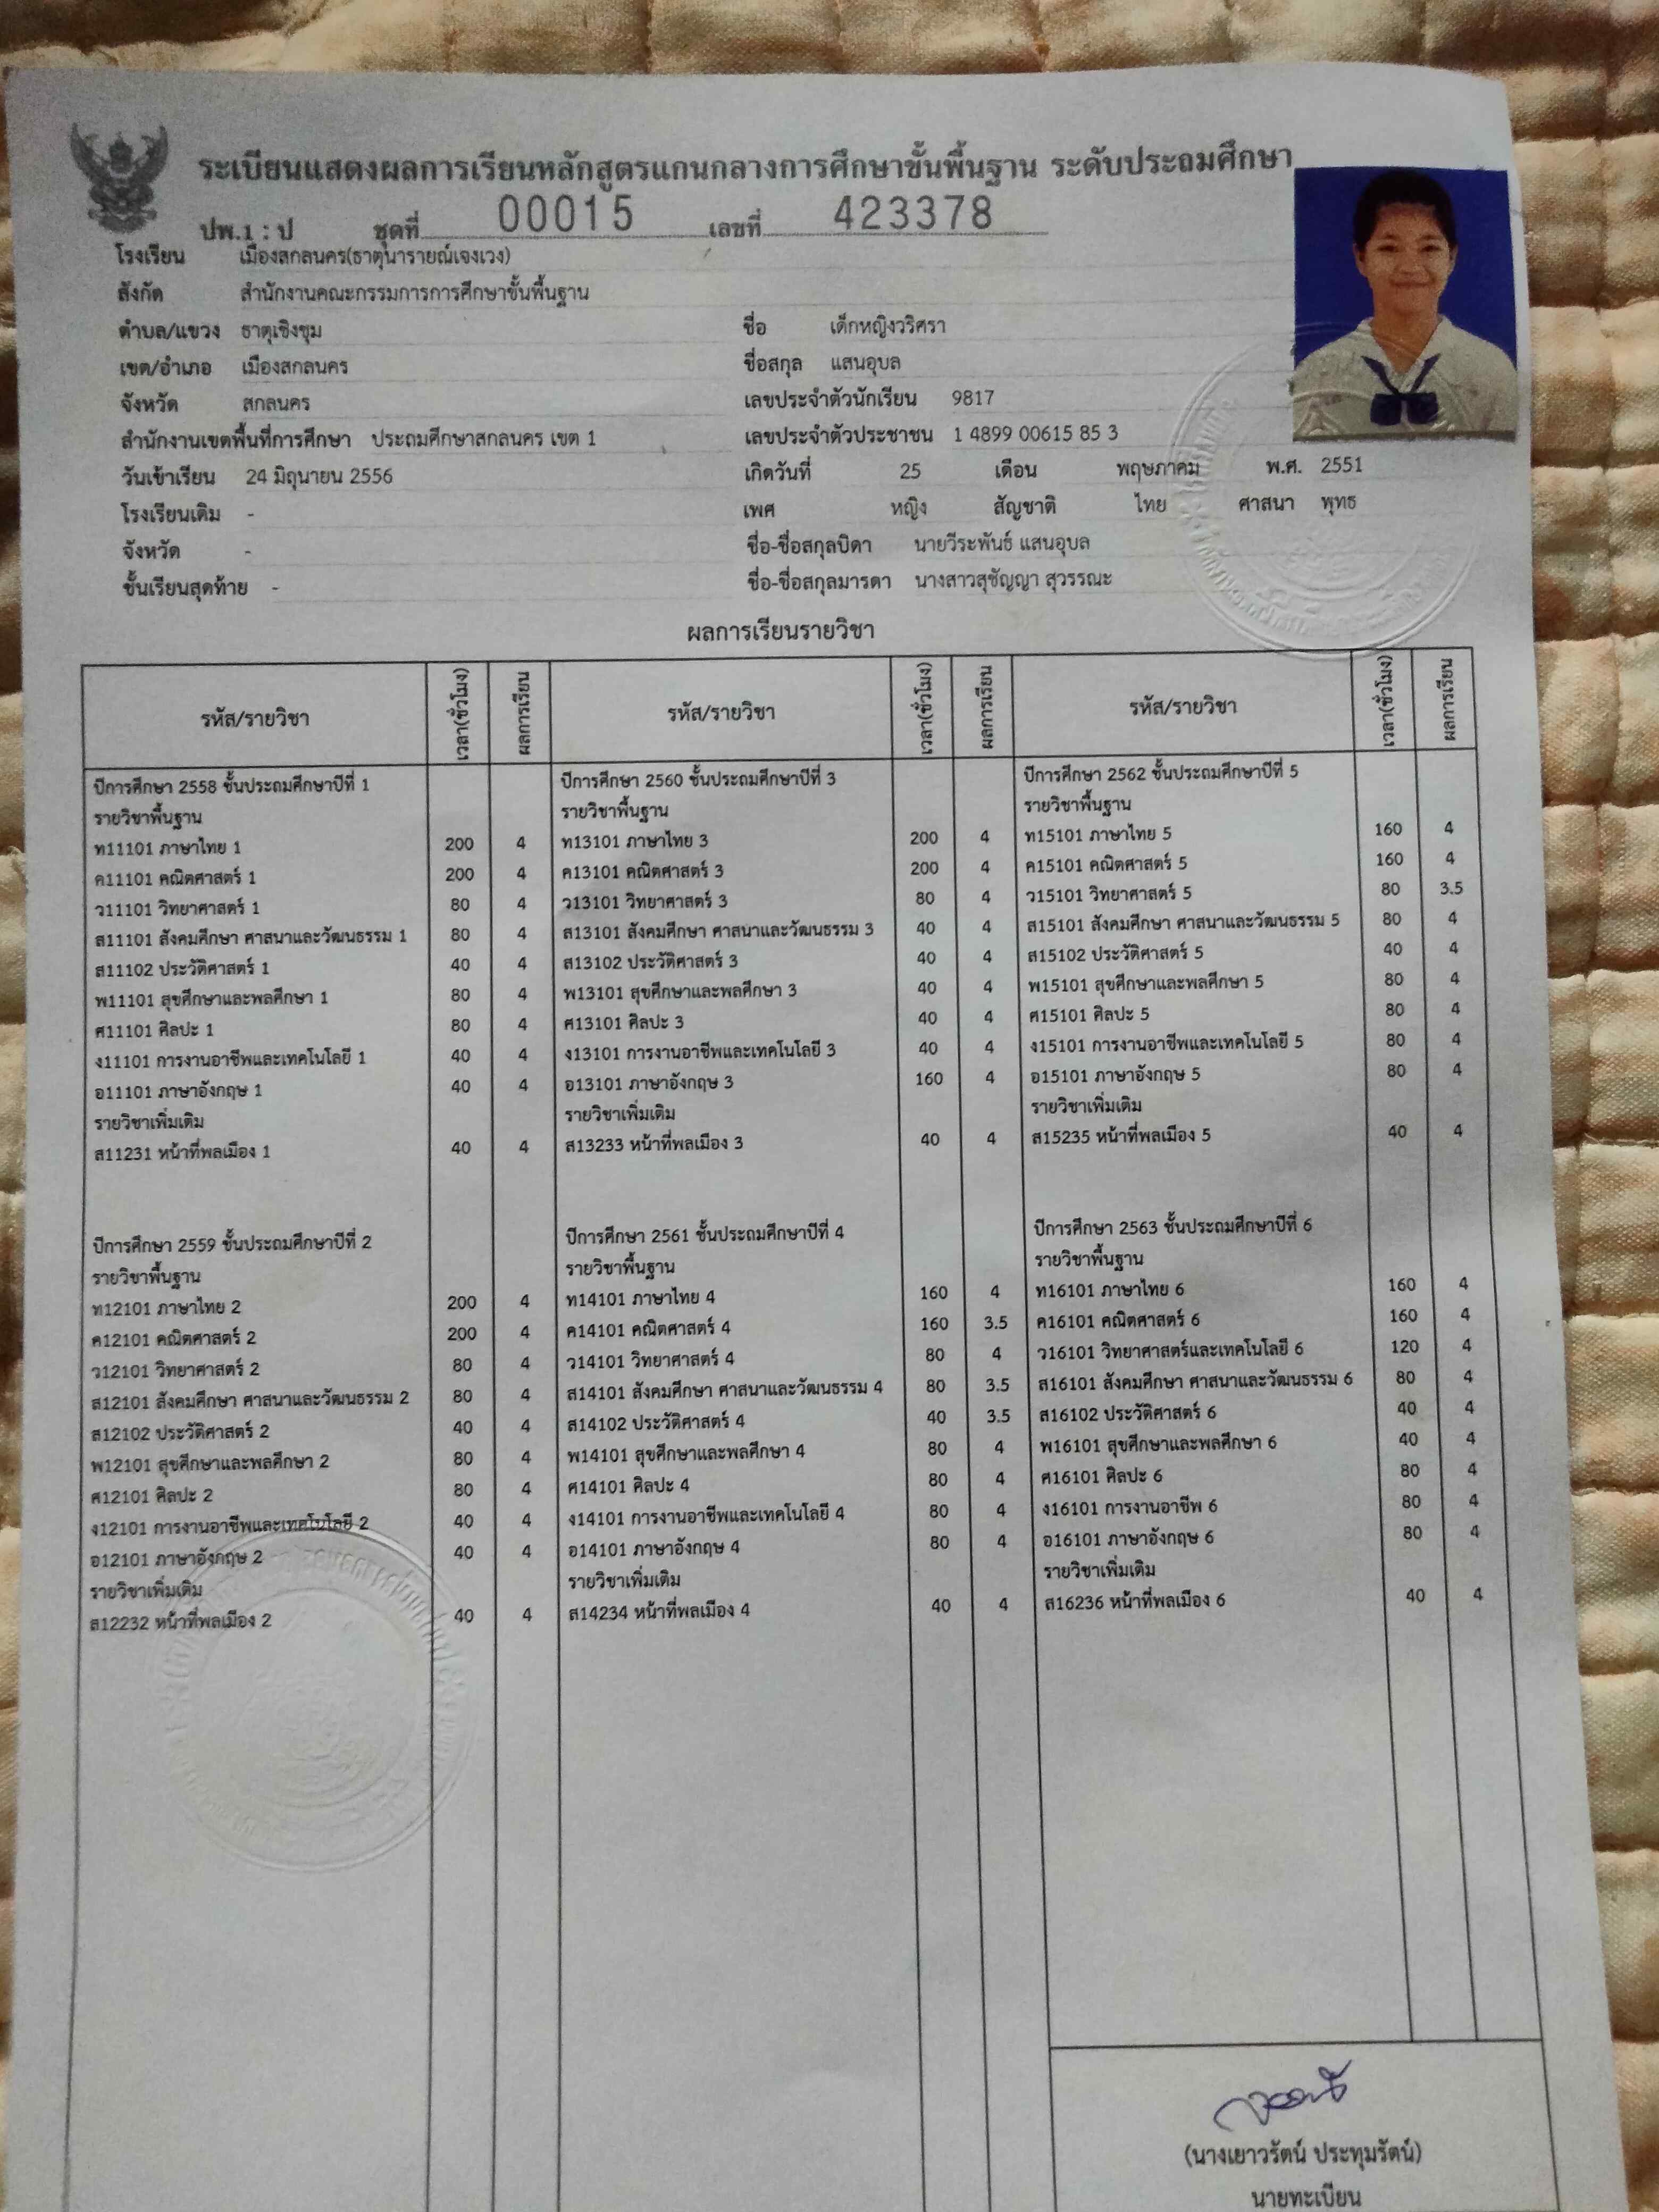 ระเบียนแสดงผลการเรียนหลักสูตรแกนกลางการศึกษาขั้นพื้นฐาน ระดับประถมศึกษา
ปพ.1 : ป ชุดที่ 00015 เลขที่ 423378
โรงเรียน เมืองสกลนคร(ธาตุนารายณ์เจงเวง)
สังกัด สำนักงานคณะกรรมการการศึกษาขั้นพื้นฐาน
ตำบล/แขวง ธาตุเชิงชุม
เขต/อำเภอ เมืองสกลนคร
จังหวัด สกลนคร
สำนักงานเขตพื้นที่การศึกษา ประถมศึกษาสกลนคร เขต 1
วันเข้าเรียน 24 มิถุนายน 2556
โรงเรียนเดิม -
จังหวัด -
ชั้นเรียนสุดท้าย -
ชื่อ เด็กหญิงวริศรา
ชื่อสกุล แสนอุบล
เลขประจำตัวนักเรียน 9817
เลขประจำตัวประชาชน 1 4899 00615 85 3
เกิดวันที่ 25 เดือน พฤษภาคม พ.ศ. 2551
เพศ หญิง สัญชาติ ไทย ศาสนา พุทธ
ชื่อ-ชื่อสกุลบิดา นายวีระพันธ์ แสนอุบล
ชื่อ-ชื่อสกุลมารดา นางสาวสุชัญญา สุวรรณะ
ผลการเรียนรายวิชา
รหัส/รายวิชา เวลา(ชั่วโมง) ผลการเรียน
ปีการศึกษา 2558 ชั้นประถมศึกษาปีที่ 1
รายวิชาพื้นฐาน
ท11101 ภาษาไทย 1 200 4
ค11101 คณิตศาสตร์ 1 200 4
ว11101 วิทยาศาสตร์ 1 80 4
ส11101 สังคมศึกษา ศาสนาและวัฒนธรรม 1 80 4
ส11102 ประวัติศาสตร์ 1 40 4
พ11101 สุขศึกษาและพลศึกษา 1 80 4
ศ11101 ศิลปะ 1 80 4
ง11101 การงานอาชีพและเทคโนโลยี 1 40 4
อ11101 ภาษาอังกฤษ 1 40 4
รายวิชาเพิ่มเติม
ส11231 หน้าที่พลเมือง 1 40 4
ปีการศึกษา 2559 ชั้นประถมศึกษาปีที่ 2
รายวิชาพื้นฐาน
ท12101 ภาษาไทย 2 200 4
ค12101 คณิตศาสตร์ 2 200 4
ว12101 วิทยาศาสตร์ 2 80 4
ส12101 สังคมศึกษา ศาสนาและวัฒนธรรม 2 80 4
ส12102 ประวัติศาสตร์ 2 40 4
พ12101 สุขศึกษาและพลศึกษา 2 80 4
ศ12101 ศิลปะ 2 80 4
ง12101 การงานอาชีพและเทคโนโลยี 2 40 4
อ12101 ภาษาอังกฤษ 2 40 4
รายวิชาเพิ่มเติม
ส12232 หน้าที่พลเมือง 2 40 4
รหัส/รายวิชา เวลา(ชั่วโมง) ผลการเรียน
ปีการศึกษา 2560 ชั้นประถมศึกษาปีที่ 3
รายวิชาพื้นฐาน
ท13101 ภาษาไทย 3 200 4
ค13101 คณิตศาสตร์ 3 200 4
ว13101 วิทยาศาสตร์ 3 80 4
ส13101 สังคมศึกษา ศาสนาและวัฒนธรรม 3 40 4
ส13102 ประวัติศาสตร์ 3 40 4
พ13101 สุขศึกษาและพลศึกษา 3 40 4
ศ13101 ศิลปะ 3 40 4
ง13101 การงานอาชีพและเทคโนโลยี 3 40 4
อ13101 ภาษาอังกฤษ 3 160 4
รายวิชาเพิ่มเติม
ส13233 หน้าที่พลเมือง 3 40 4
ปีการศึกษา 2561 ชั้นประถมศึกษาปีที่ 4
รายวิชาพื้นฐาน
ท14101 ภาษาไทย 4 160 4
ค14101 คณิตศาสตร์ 4 160 3.5
ว14101 วิทยาศาสตร์ 4 80 4
ส14101 สังคมศึกษา ศาสนาและวัฒนธรรม 4 80 3.5
ส14102 ประวัติศาสตร์ 4 40 3.5
พ14101 สุขศึกษาและพลศึกษา 4 80 4
ศ14101 ศิลปะ 4 80 4
ง14101 การงานอาชีพและเทคโนโลยี 4 80 4
อ14101 ภาษาอังกฤษ 4 80 4
รายวิชาเพิ่มเติม
ส14234 หน้าที่พลเมือง 4 40 4
รหัส/รายวิชา เวลา(ชั่วโมง) ผลการเรียน
ปีการศึกษา 2562 ชั้นประถมศึกษาปีที่ 5
รายวิชาพื้นฐาน
ท15101 ภาษาไทย 5 160 4
ค15101 คณิตศาสตร์ 5 160 4
ว15101 วิทยาศาสตร์ 5 80 3.5
ส15101 สังคมศึกษา ศาสนาและวัฒนธรรม 5 80 4
ส15102 ประวัติศาสตร์ 5 40 4
พ15101 สุขศึกษาและพลศึกษา 5 80 4
ศ15101 ศิลปะ 5 80 4
ง15101 การงานอาชีพและเทคโนโลยี 5 80 4
อ15101 ภาษาอังกฤษ 5 80 4
รายวิชาเพิ่มเติม
ส15235 หน้าที่พลเมือง 5 40 4
ปีการศึกษา 2563 ชั้นประถมศึกษาปีที่ 6
รายวิชาพื้นฐาน
ท16101 ภาษาไทย 6 160 4
ค16101 คณิตศาสตร์ 6 160 4
ว16101 วิทยาศาสตร์และเทคโนโลยี 6 120 4
ส16101 สังคมศึกษา ศาสนาและวัฒนธรรม 6 80 4
ส16102 ประวัติศาสตร์ 6 40 4
พ16101 สุขศึกษาและพลศึกษา 6 40 4
ศ16101 ศิลปะ 6 80 4
ง16101 การงานอาชีพ 6 80 4
อ16101 ภาษาอังกฤษ 6 80 4
รายวิชาเพิ่มเติม
ส16236 หน้าที่พลเมือง 6 40 4
(นางเยาวรัตน์ ประทุมรัตน์)
นายทะเบียน